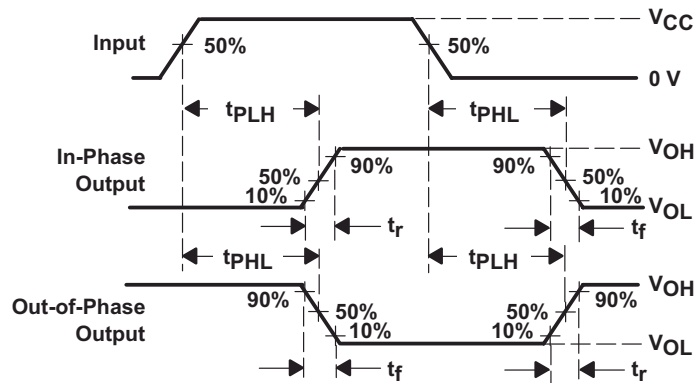 Input
50%
50%
VCC
0 V
tPLH
tPHL
In-Phase
Output
50%
10%
90%
90%
50%
10%
VOH
VOL
tr
tf
tPHL
tPLH
Out-of-Phase
Output
90%
50%
10%
10%
50%
90%
VOH
VOL
tf
tr